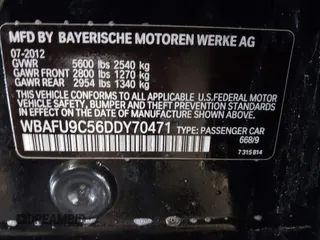 MFD BY BAYERISCHE MOTOREN WERKE AG
07-2012
GVWR 5600 lbs 2540 kg
GAWR FRONT 2800 lbs 1270 kg
GAWR REAR 2954 lbs 1340 kg
THIS VEHICLE CONFORMS TO ALL APPLICABLE U.S.FEDERAL
MOTOR VEHICLE SAFETY, BUMPER, AND THEFT PREVENTION STANDARDS
IN EFFECT ON THE DATE OF MANUFACTURE SHOWN ABOVE.
WBAFU9C56DDY70471 TYPE: PASSENGER CAR
668/9
7 315 814